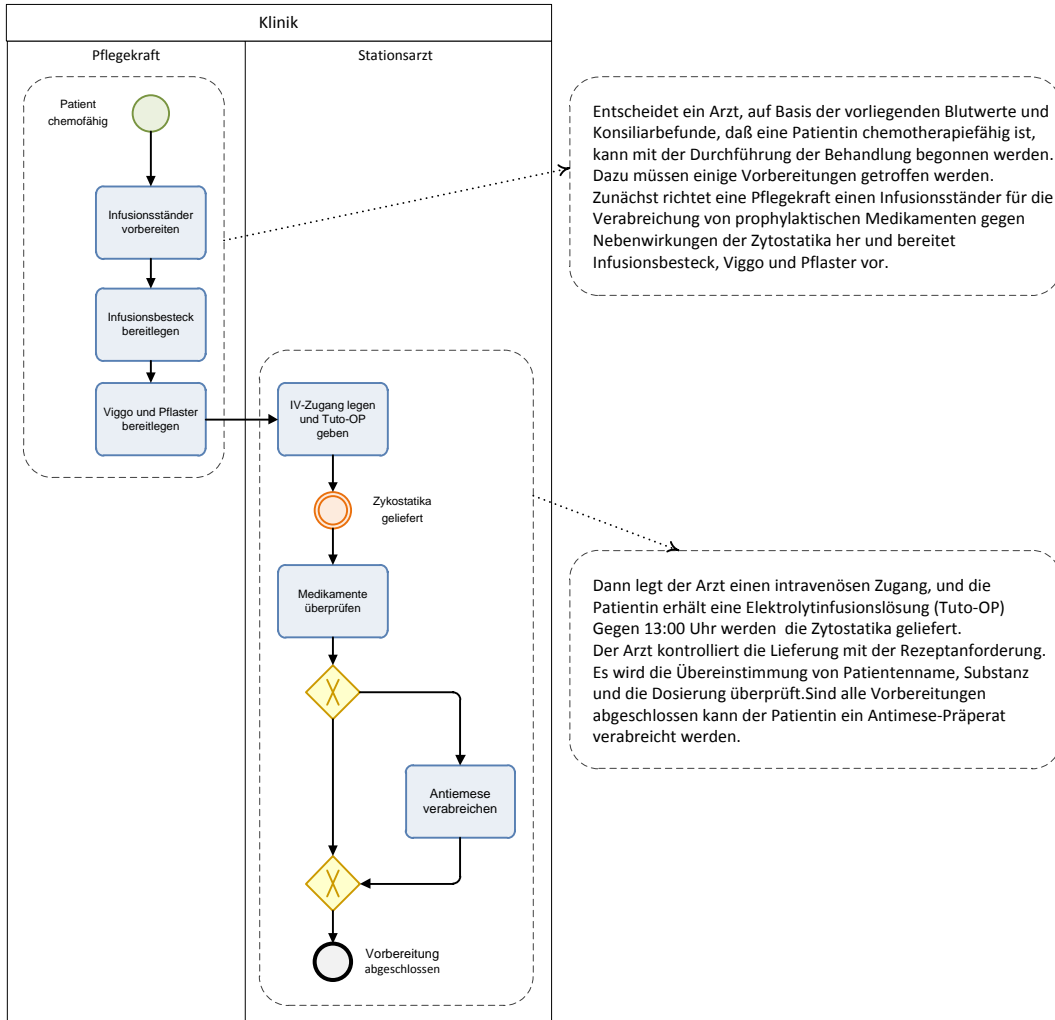 Klinik
Pflegekraft
Stationsarzt
Patient
chemofähig
Infusionsständer
vorbereiten
Infusionsbesteck
bereitlegen
Viggo und Pflaster
bereitlegen
IV-Zugang legen
und Tuto-OP
geben
Zykostatika
geliefert
Medikamente
überprüfen
Antiemese
verabreichen
Vorbereitung
abgeschlossen
Entscheidet ein Arzt, auf Basis der vorliegenden Blutwerte und
Konsiliarbefunde, daß eine Patientin chemotherapiefähig ist,
kann mit der Durchführung der Behandlung begonnen werden.
Dazu müssen einige Vorbereitungen getroffen werden.
Zunächst richtet eine Pflegekraft einen Infusionsständer für die
Verabreichung von prophylaktischen Medikamenten gegen
Nebenwirkungen der Zytostatika her und bereitet
Infusionsbesteck, Viggo und Pflaster vor.
Dann legt der Arzt einen intravenösen Zugang, und die
Patientin erhält eine Elektrolytinfusionslösung (Tuto-OP)
Gegen 13:00 Uhr werden  die Zytostatika geliefert.
Der Arzt kontrolliert die Lieferung mit der Rezeptanforderung.
Es wird die Übereinstimmung von Patientenname, Substanz
und die Dosierung überprüft.Sind alle Vorbereitungen
abgeschlossen kann der Patientin ein Antimese-Präperat
verabreicht werden.